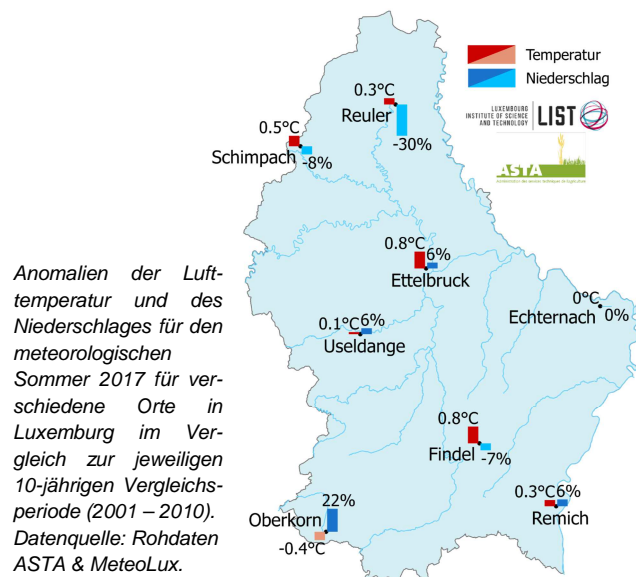 Temperatur
Niederschlag
LUXEMBOURG
INSTITUTE OF SCIENCE
AND TECHNOLOGY
LIST
ASTA
0.3°C
Reuler
-30%
0.5°C
Schimpach
-8%
0.8°C
6%
Ettelbruck
0°C
Echternach
0%
0.1°C
6%
Useldange
0.8°C
Findel
-7%
0.3°C
6%
Remich
22%
Oberkorn
-0.4°C
Anomalien der Luft-
temperatur und des
Niederschlages für den
meteorologischen
Sommer 2017 für ver-
schiedene Orte in
Luxemburg im Ver-
gleich zur jeweiligen
10-jährigen Vergleichs-
periode (2001 – 2010).
Datenquelle: Rohdaten
ASTA & MeteoLux.